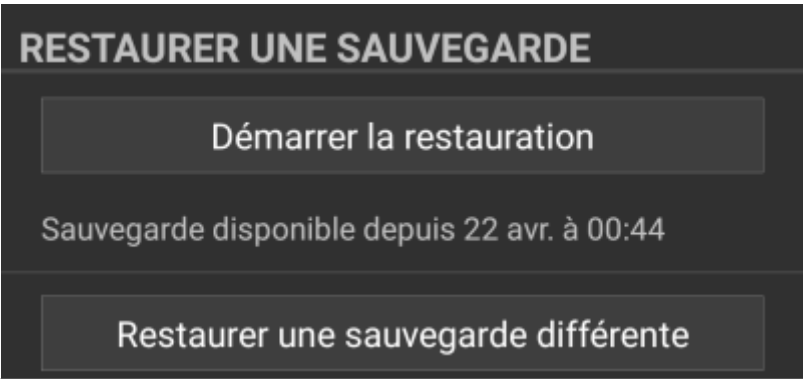 RESTAURER UNE SAUVEGARDE
Démarrer la restauration
Sauvegarde disponible depuis 22 avr. à 00:44
Restaurer une sauvegarde différente